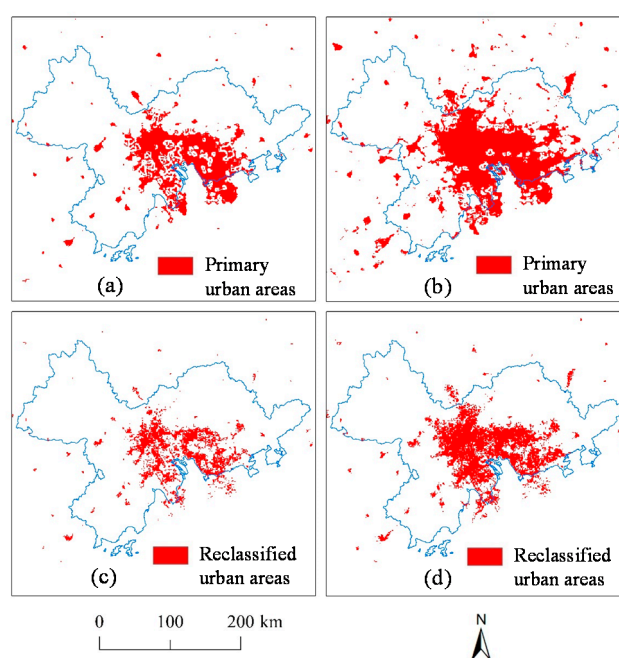 (a)
Primary
urban areas
(b)
Primary
urban areas
(c)
Reclassified
urban areas
(d)
Reclassified
urban areas
0 100 200 km
N